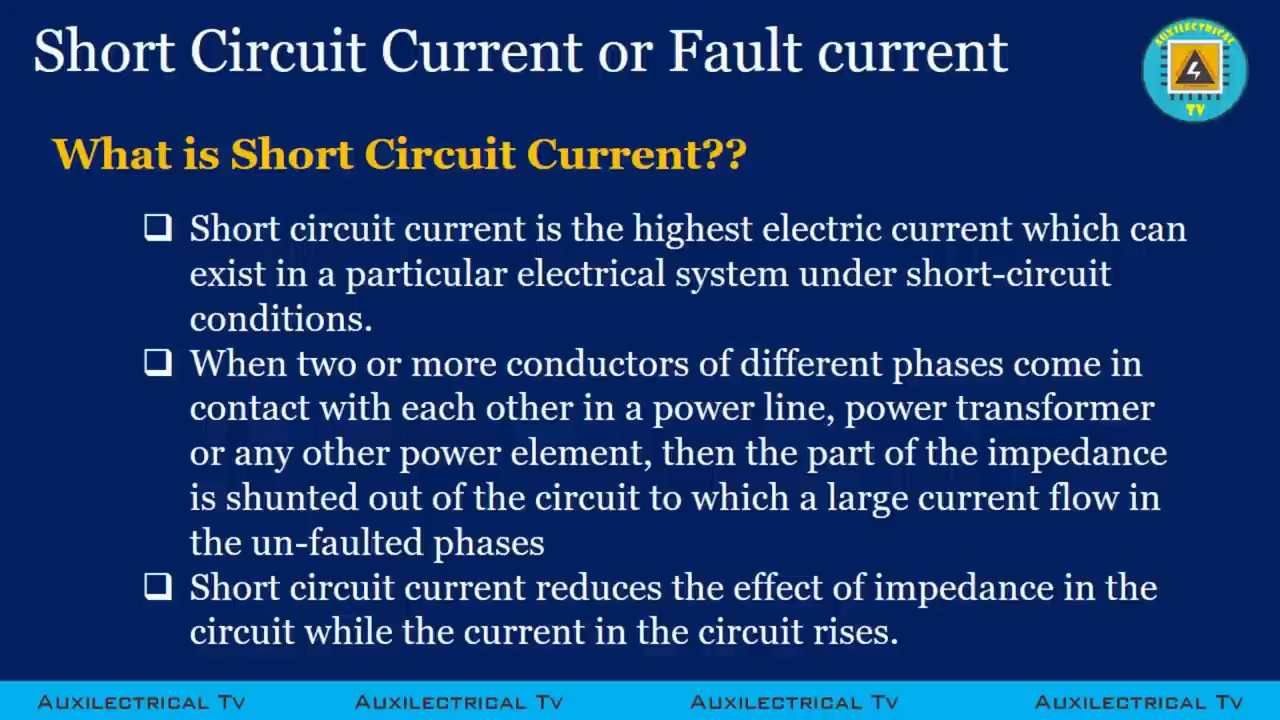 Short Circuit Current or Fault current
AUXILECTRICAL
TV
What is Short Circuit Current??
❑ Short circuit current is the highest electric current which can
exist in a particular electrical system under short-circuit
conditions.
❑ When two or more conductors of different phases come in
contact with each other in a power line, power transformer
or any other power element, then the part of the impedance
is shunted out of the circuit to which a large current flow in
the un-faulted phases
❑ Short circuit current reduces the effect of impedance in the
circuit while the current in the circuit rises.
Auxilectrical Tv Auxilectrical Tv Auxilectrical Tv Auxilectrical Tv